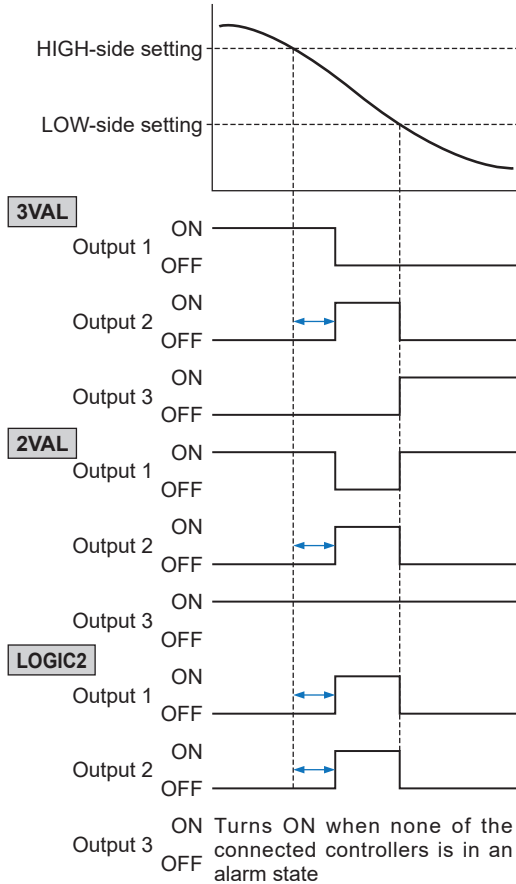 HIGH-side setting
LOW-side setting
3VAL
ON
Output 1
OFF
ON
Output 2
OFF
ON
Output 3
OFF
2VAL
ON
Output 1
OFF
ON
Output 2
OFF
ON
Output 3
OFF
LOGIC2
ON
Output 1
OFF
ON
Output 2
OFF
ON
Output 3
OFF
Turns ON when none of the
connected controllers is in an
alarm state